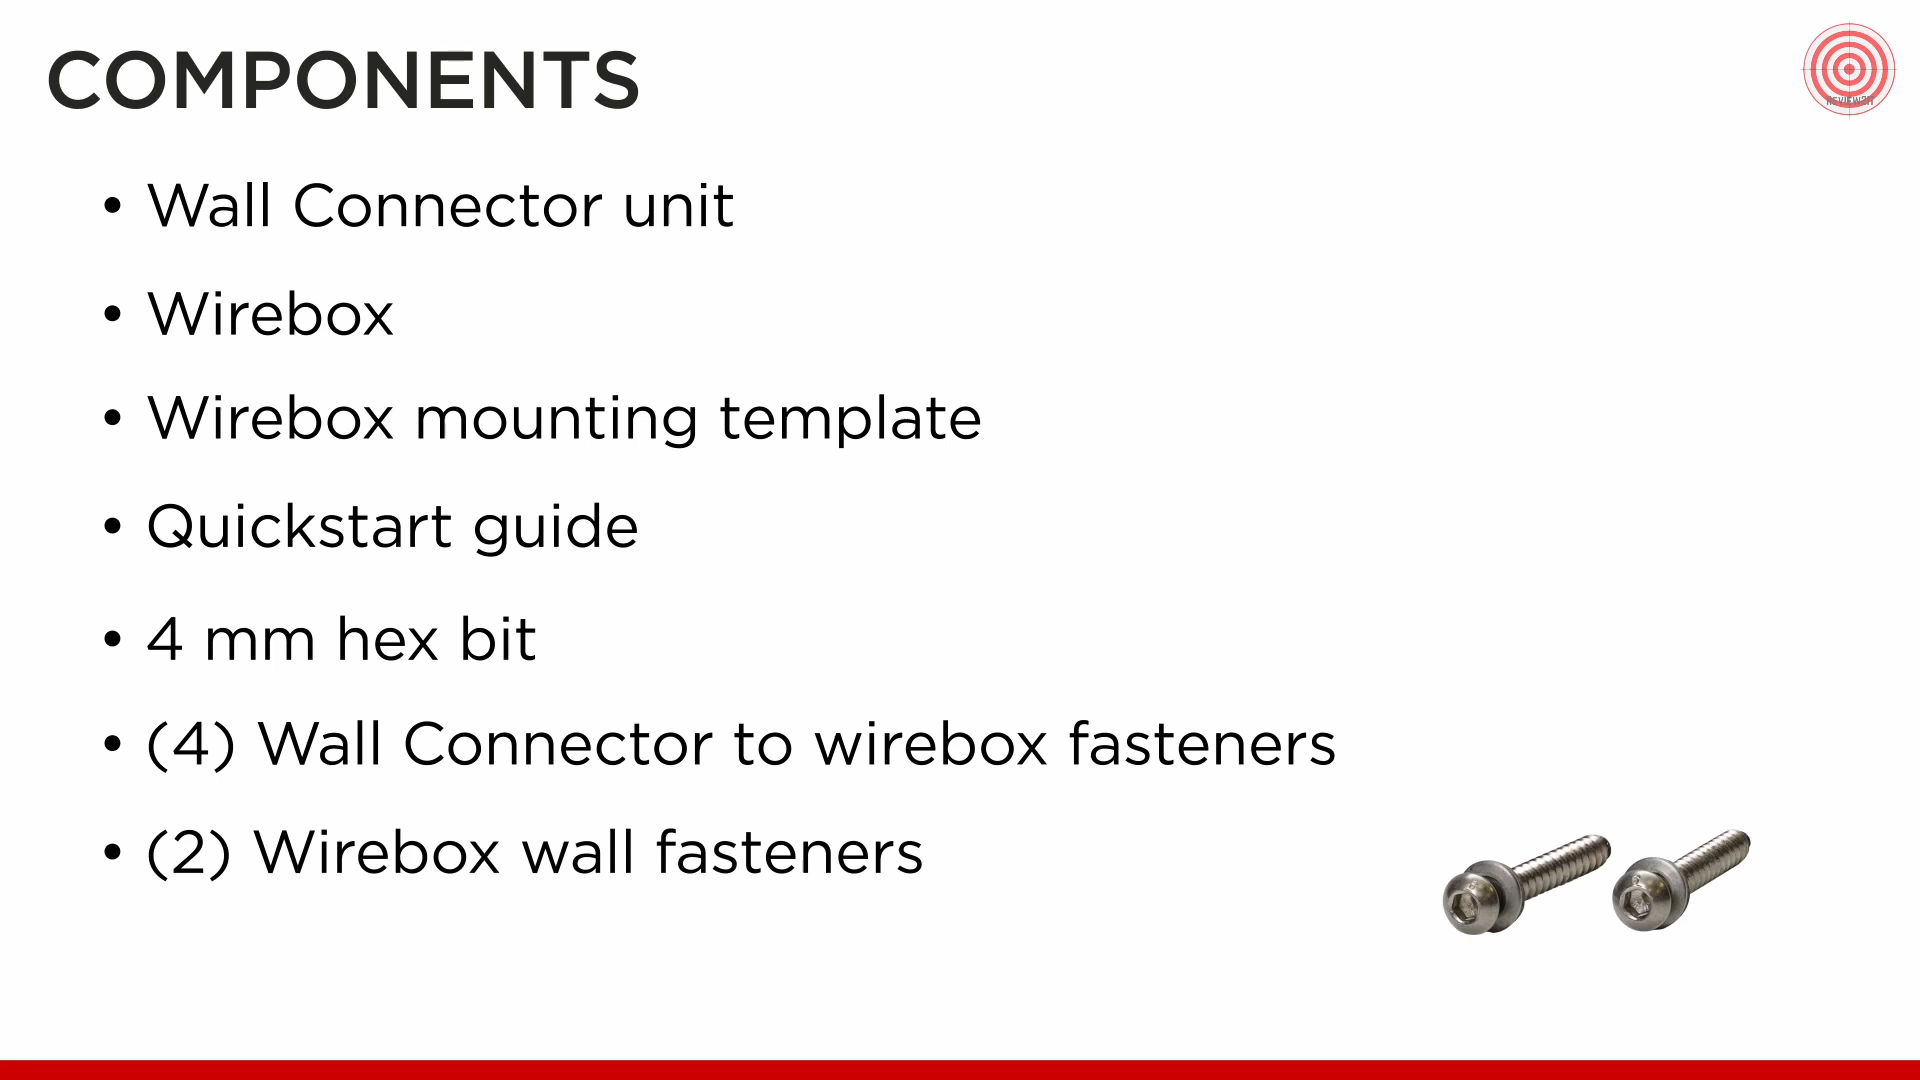 COMPONENTS
• Wall Connector unit
• Wirebox
• Wirebox mounting template
• Quickstart guide
• 4 mm hex bit
• (4) Wall Connector to wirebox fasteners
• (2) Wirebox wall fasteners